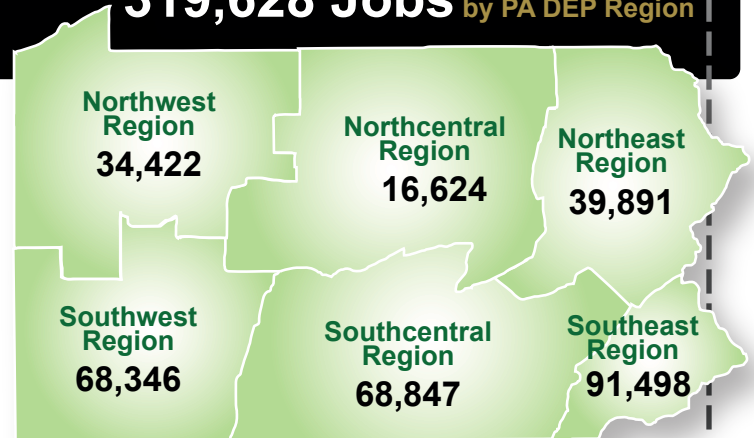 319,628 Jobs by PA DEP Region
Northwest
Region
34,422
Northcentral
Region
16,624
Northeast
Region
39,891
Southwest
Region
68,346
Southcentral
Region
68,847
Southeast
Region
91,498